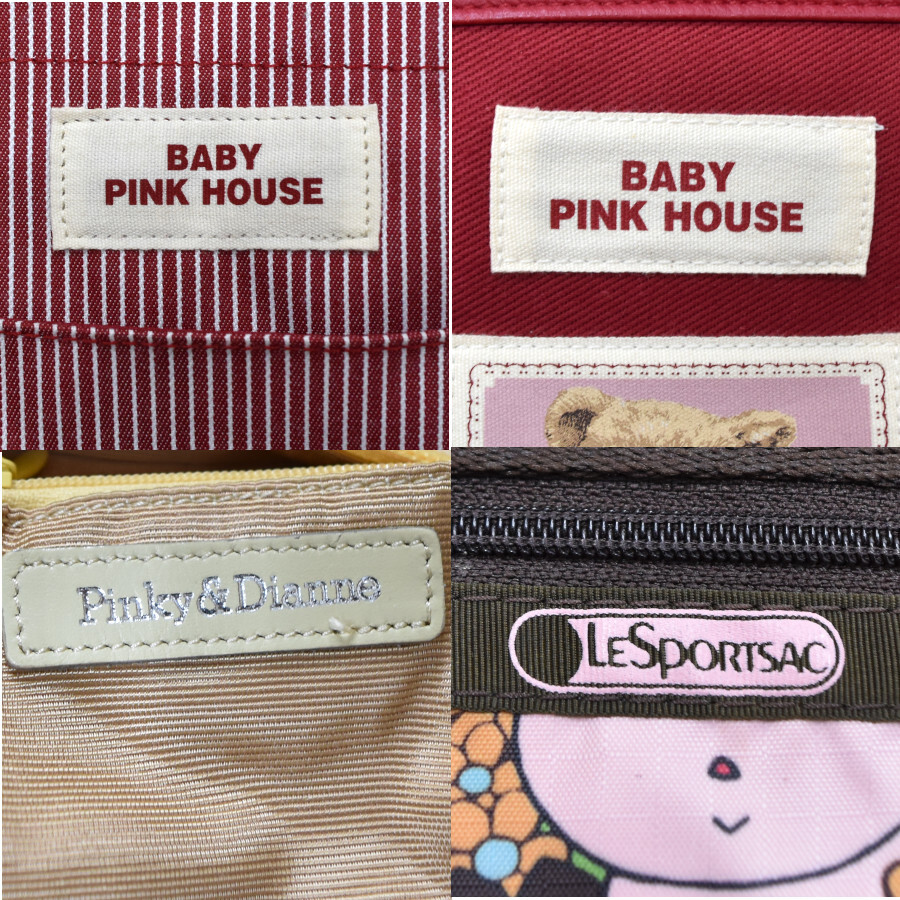 BABY
PINK HOUSE
BABY
PINK HOUSE
Pinky & Dianne
LESPORTSAC